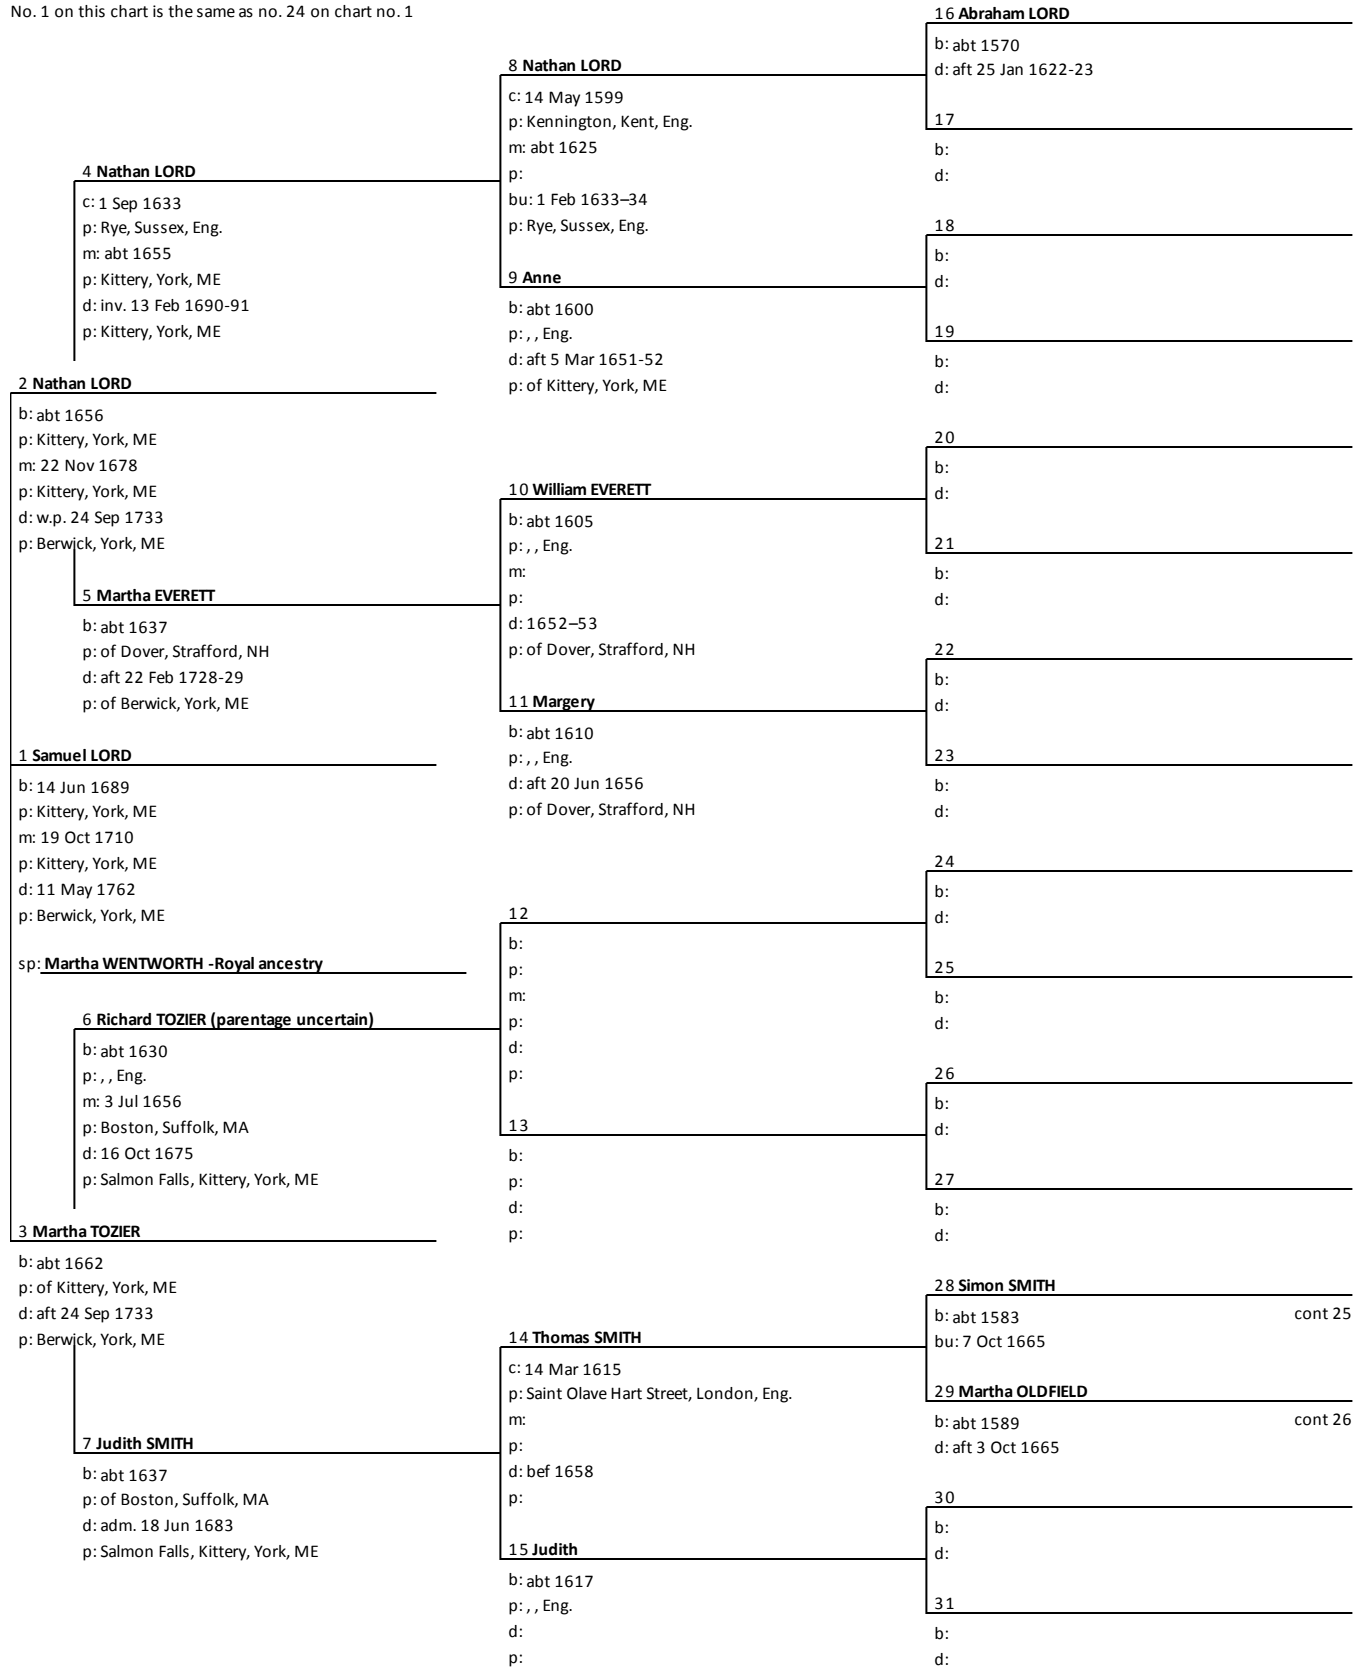 No. 1 on this chart is the same as no. 24 on chart no. 1
16 Abraham LORD
b: abt 1570
d: aft 25 Jan 1622-23
8 Nathan LORD
c: 14 May 1599
p: Kennington, Kent, Eng.
m: abt 1625
p:
bu: 1 Feb 1633–34
p: Rye, Sussex, Eng.
17
b:
d:
4 Nathan LORD
c: 1 Sep 1633
p: Rye, Sussex, Eng.
m: abt 1655
p: Kittery, York, ME
d: inv. 13 Feb 1690-91
p: Kittery, York, ME
18
b:
d:
9 Anne
b: abt 1600
p: , , Eng.
d: aft 5 Mar 1651-52
p: of Kittery, York, ME
19
b:
d:
2 Nathan LORD
b: abt 1656
p: Kittery, York, ME
m: 22 Nov 1678
p: Kittery, York, ME
d: w.p. 24 Sep 1733
p: Berwick, York, ME
20
b:
d:
10 William EVERETT
b: abt 1605
p: , , Eng.
m:
p:
d: 1652–53
p: of Dover, Strafford, NH
21
b:
d:
5 Martha EVERETT
b: abt 1637
p: of Dover, Strafford, NH
d: aft 22 Feb 1728-29
p: of Berwick, York, ME
22
b:
d:
11 Margery
b: abt 1610
p: , , Eng.
d: aft 20 Jun 1656
p: of Dover, Strafford, NH
23
b:
d:
1 Samuel LORD
b: 14 Jun 1689
p: Kittery, York, ME
m: 19 Oct 1710
p: Kittery, York, ME
d: 11 May 1762
p: Berwick, York, ME
sp: Martha WENTWORTH -Royal ancestry
24
b:
d:
12
b:
p:
m:
p:
d:
p:
25
b:
d:
6 Richard TOZIER (parentage uncertain)
b: abt 1630
p: , , Eng.
m: 3 Jul 1656
p: Boston, Suffolk, MA
d: 16 Oct 1675
p: Salmon Falls, Kittery, York, ME
26
b:
d:
13
b:
p:
d:
p:
27
b:
d:
3 Martha TOZIER
b: abt 1662
p: of Kittery, York, ME
d: aft 24 Sep 1733
p: Berwick, York, ME
28 Simon SMITH
b: abt 1583 cont 25
bu: 7 Oct 1665
14 Thomas SMITH
c: 14 Mar 1615
p: Saint Olave Hart Street, London, Eng.
m:
p:
d: bef 1658
p:
29 Martha OLDFIELD
b: abt 1589 cont 26
d: aft 3 Oct 1665
7 Judith SMITH
b: abt 1637
p: of Boston, Suffolk, MA
d: adm. 18 Jun 1683
p: Salmon Falls, Kittery, York, ME
30
b:
d:
15 Judith
b: abt 1617
p: , , Eng.
d:
p:
31
b:
d: